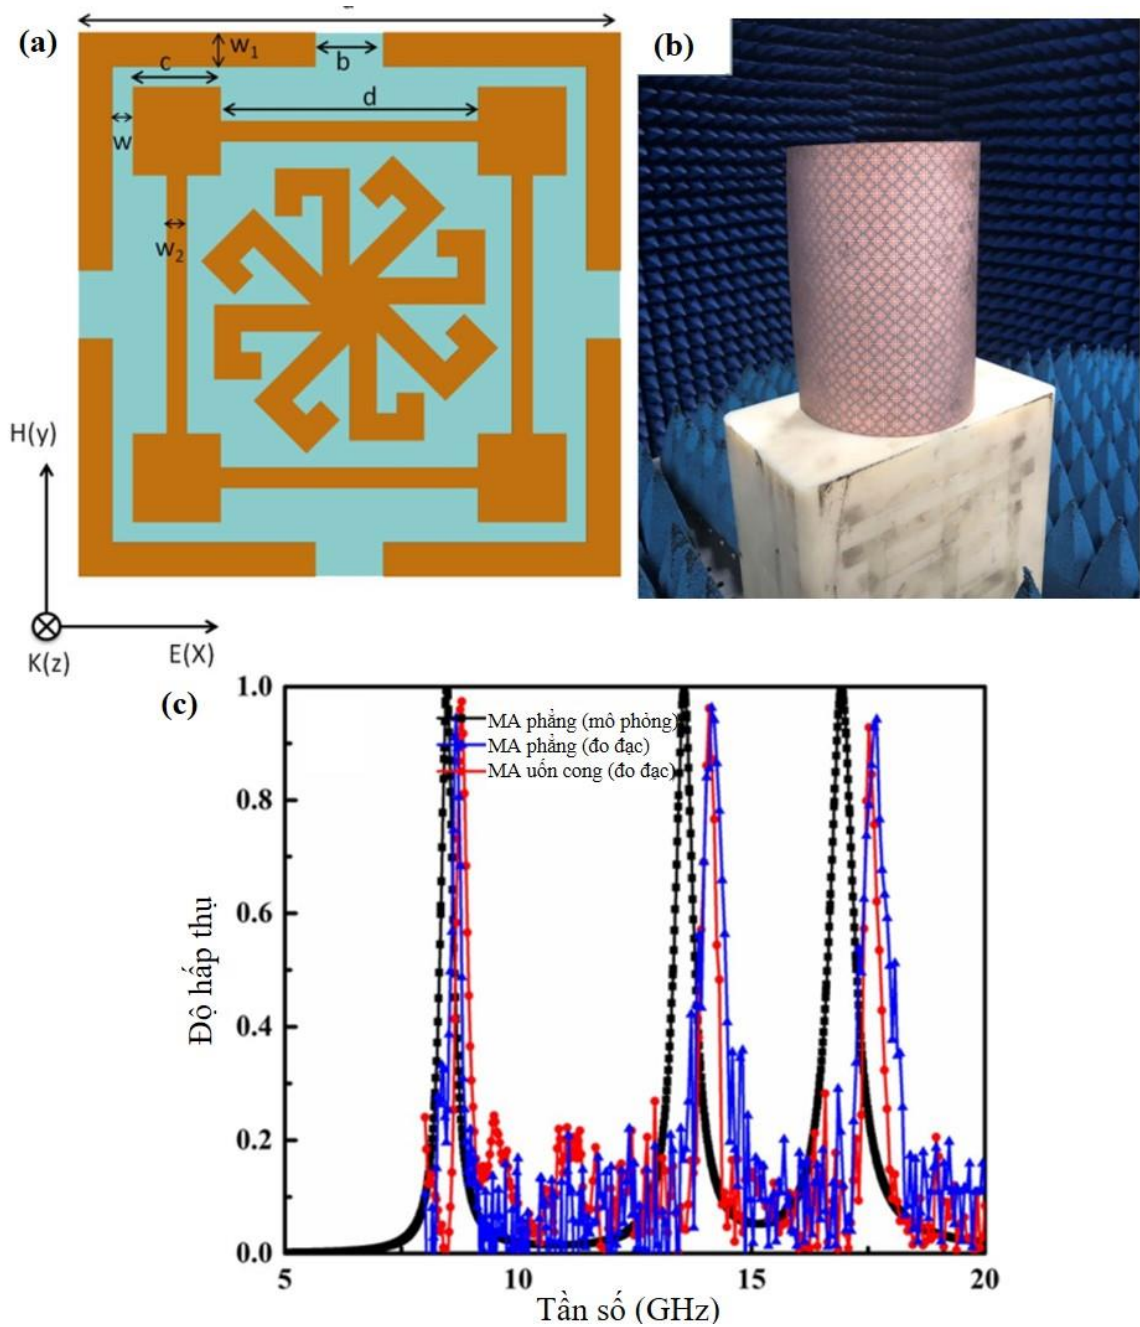 (a)
w₁
b
c
d
w
w₂
H(y)
K(z)
E(X)
(b)
(c)
1.0
0.8
0.6
0.4
0.2
0.0
Độ hấp thụ
MA phẳng (mô phỏng)
MA phẳng (đo đạc)
MA uốn cong (đo đạc)
5
10
15
20
Tần số (GHz)